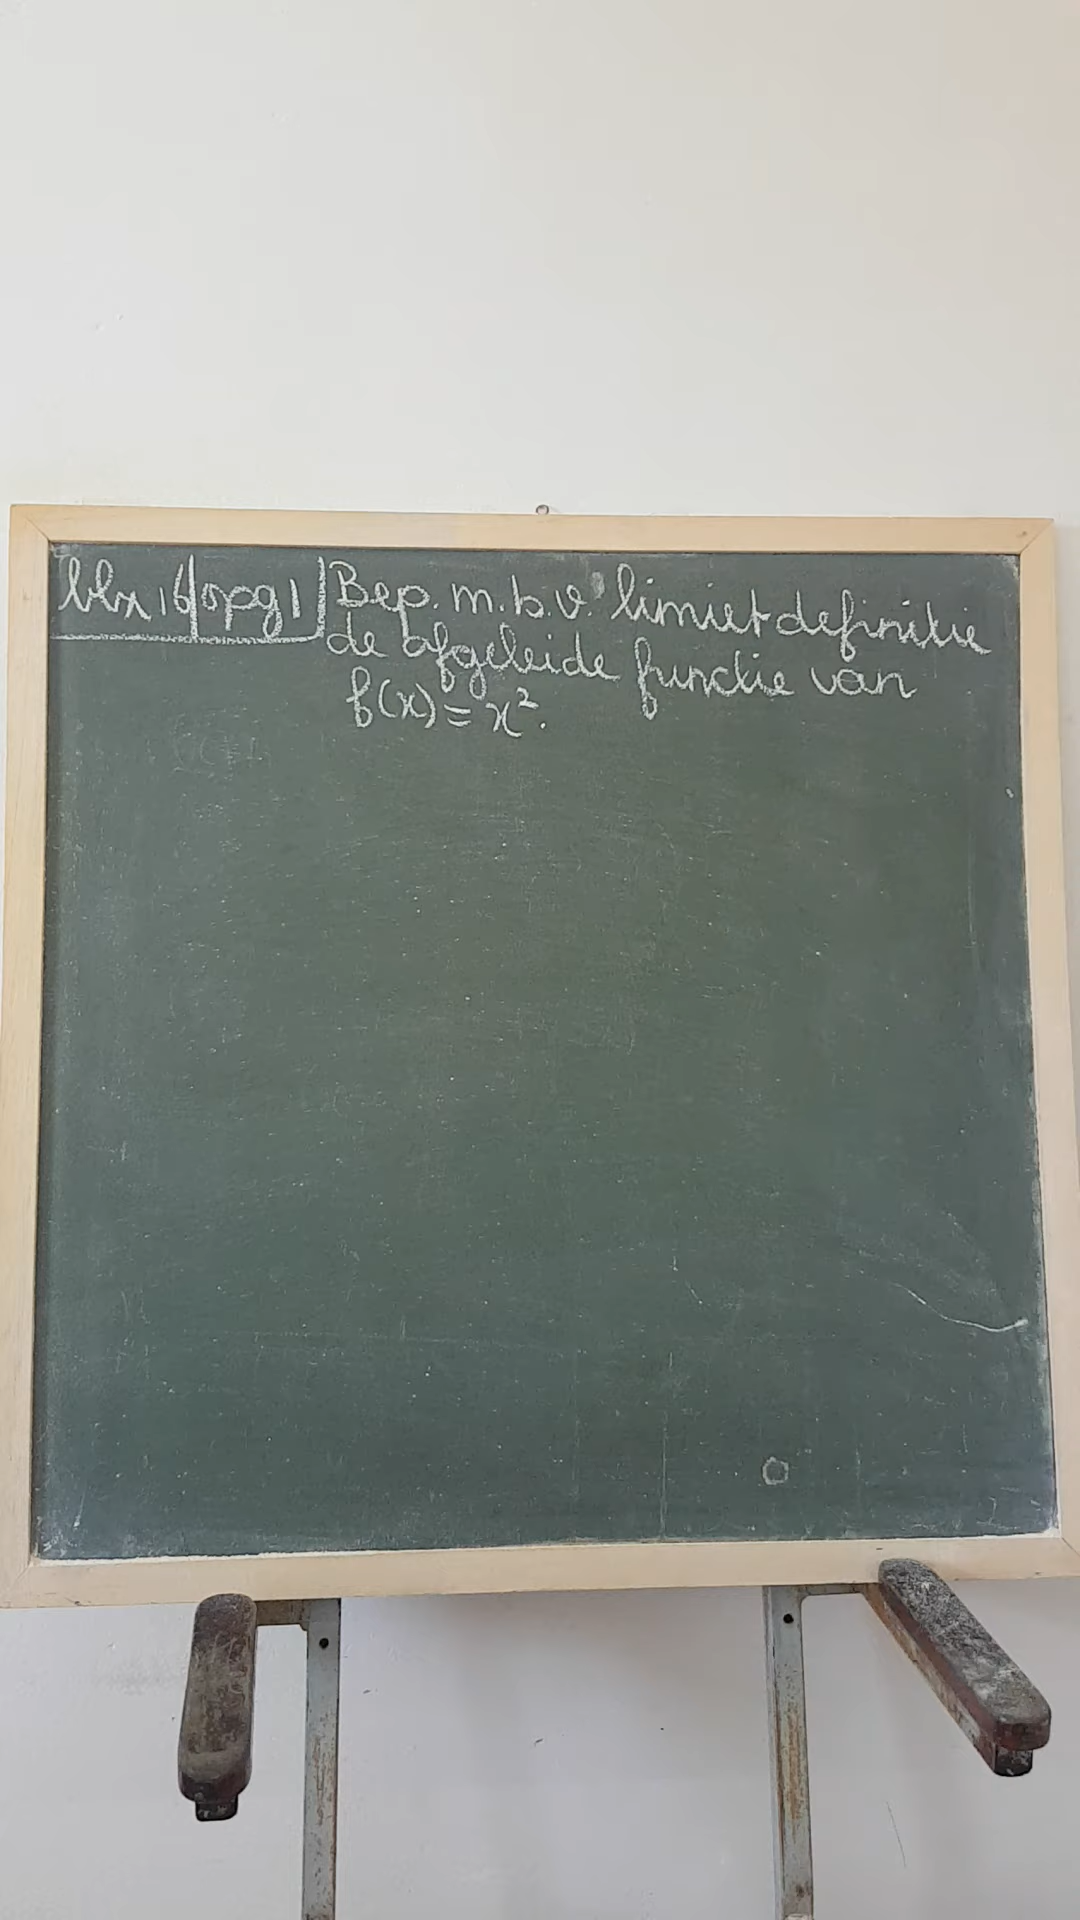 blz 16 opg 1 Bep. m.b.v. limietdefinitie
de afgeleide functie van
f(x) = x².